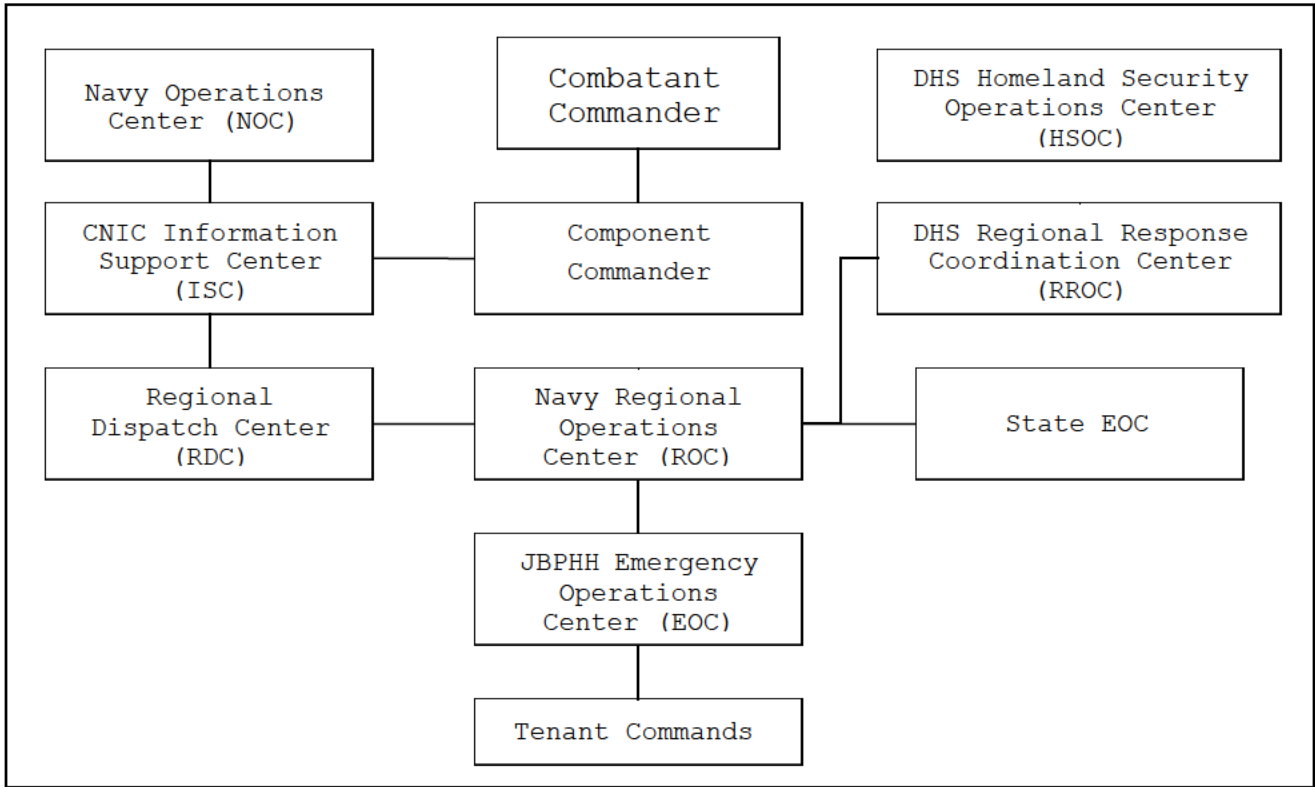 Navy Operations
Center (NOC)
Combatant
Commander
DHS Homeland Security
Operations Center
(HSOC)
CNIC Information
Support Center
(ISC)
Component
Commander
DHS Regional Response
Coordination Center
(RROC)
Regional
Dispatch Center
(RDC)
Navy Regional
Operations
Center (ROC)
State EOC
JBPHH Emergency
Operations
Center (EOC)
Tenant Commands